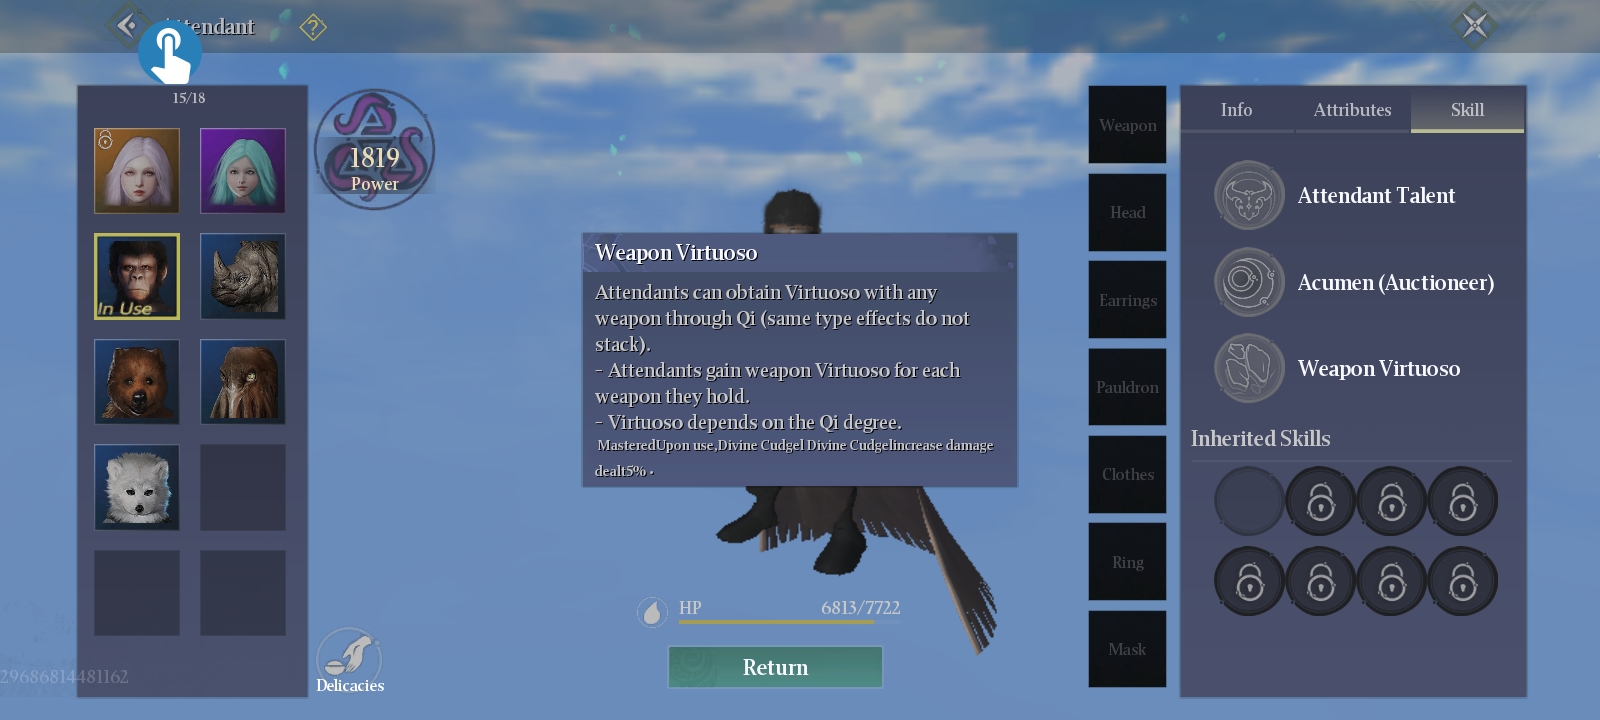 tendant
?
15/18
1819
Power
In Use
Weapon Virtuoso
Attendants can obtain Virtuoso with any
weapon through Qi (same type effects do not
stack).
- Attendants gain weapon Virtuoso for each
weapon they hold.
- Virtuoso depends on the Qi degree.
MasteredUpon use,Divine Cudgel Divine Cudgelincrease damage
dealt5% .
HP 6813/7722
Return
29686814481162
Delicacies
Weapon
Head
Earrings
Pauldron
Clothes
Ring
Mask
Info Attributes Skill
Attendant Talent
Acumen (Auctioneer)
Weapon Virtuoso
Inherited Skills